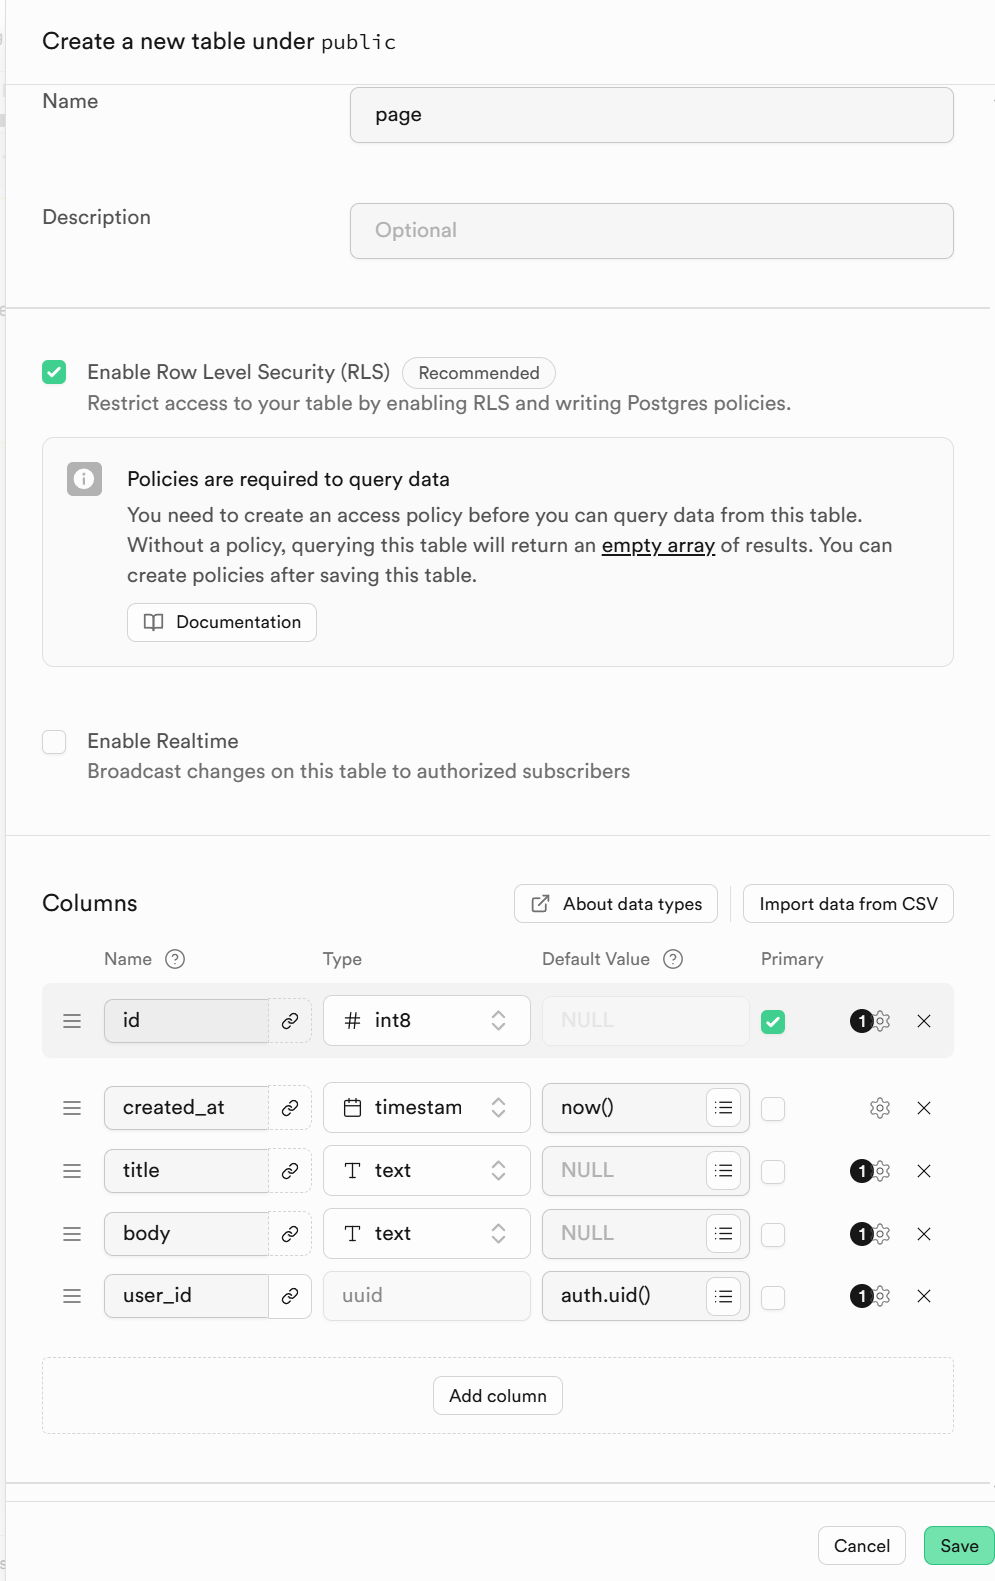 Create a new table under public
Name
page
Description
Optional
Enable Row Level Security (RLS) Recommended
Restrict access to your table by enabling RLS and writing Postgres policies.
Policies are required to query data
You need to create an access policy before you can query data from this table.
Without a policy, querying this table will return an empty array of results. You can
create policies after saving this table.
Documentation
Enable Realtime
Broadcast changes on this table to authorized subscribers
Columns About data types Import data from CSV
Name Type Default Value Primary
id # int8 NULL 1
created_at timestam now()
title T text NULL 1
body T text NULL 1
user_id uuid auth.uid() 1
Add column
Cancel Save